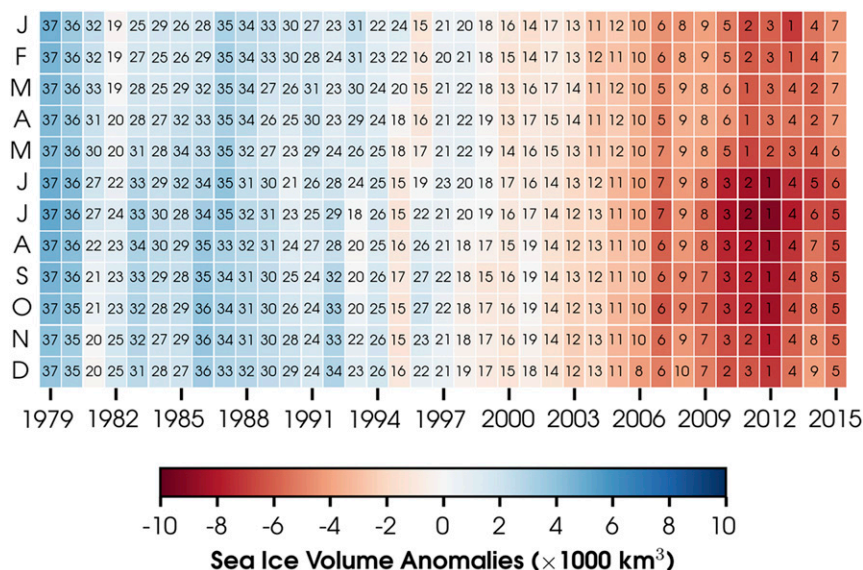 J 37 36 32 19 25 29 26 28 35 34 33 30 27 23 31 22 24 15 21 20 18 16 14 17 13 11 12 10 6 8 9 5 2 3 1 4 7
F 37 36 32 19 27 25 26 29 35 34 33 30 28 24 31 23 22 16 20 21 18 15 14 17 13 12 11 10 6 8 9 5 2 3 1 4 7
M 37 36 33 19 28 25 29 32 35 34 27 26 31 23 30 24 20 15 21 22 18 13 16 17 14 11 12 10 5 9 8 6 1 3 4 2 7
A 37 36 31 20 28 27 32 33 35 34 26 25 30 23 29 24 18 16 21 22 19 13 17 15 14 11 12 10 5 9 8 6 1 3 4 2 7
M 37 36 30 20 31 28 34 33 35 32 27 23 29 24 26 25 18 17 21 22 19 14 16 15 13 12 11 10 7 9 8 5 1 2 3 4 6
J 37 36 27 22 33 29 32 34 35 31 30 21 26 28 24 25 15 19 23 20 18 17 16 14 13 12 11 10 7 9 8 3 2 1 4 5 6
J 37 36 27 24 33 30 28 34 35 32 31 23 25 29 18 26 15 22 21 20 19 16 17 14 13 12 11 10 7 9 8 3 2 1 4 6 5
A 37 36 22 23 34 30 29 35 33 32 31 24 27 28 20 25 16 26 21 18 17 15 19 14 12 13 11 10 6 9 8 3 2 1 4 7 5
S 37 36 21 23 33 29 28 35 34 31 30 25 24 32 20 26 17 27 22 18 15 16 19 14 12 13 11 10 6 9 7 3 2 1 4 8 5
O 37 35 21 23 32 28 29 36 34 31 30 26 24 33 20 25 15 27 22 18 17 16 19 14 12 13 11 10 6 9 7 3 2 1 4 8 5
N 37 35 20 25 32 28 27 36 34 31 30 29 24 33 22 26 15 23 21 19 17 16 18 14 13 12 11 10 6 9 7 3 2 1 4 8 5
D 37 35 20 25 31 28 27 36 33 32 30 29 24 34 23 26 16 22 21 19 17 15 18 14 12 13 11 8 6 10 7 2 3 1 4 9 5
1979 1982 1985 1988 1991 1994 1997 2000 2003 2006 2009 2012 2015
-10 -8 -6 -4 -2 0 2 4 6 8 10
Sea Ice Volume Anomalies (×1000 km³)